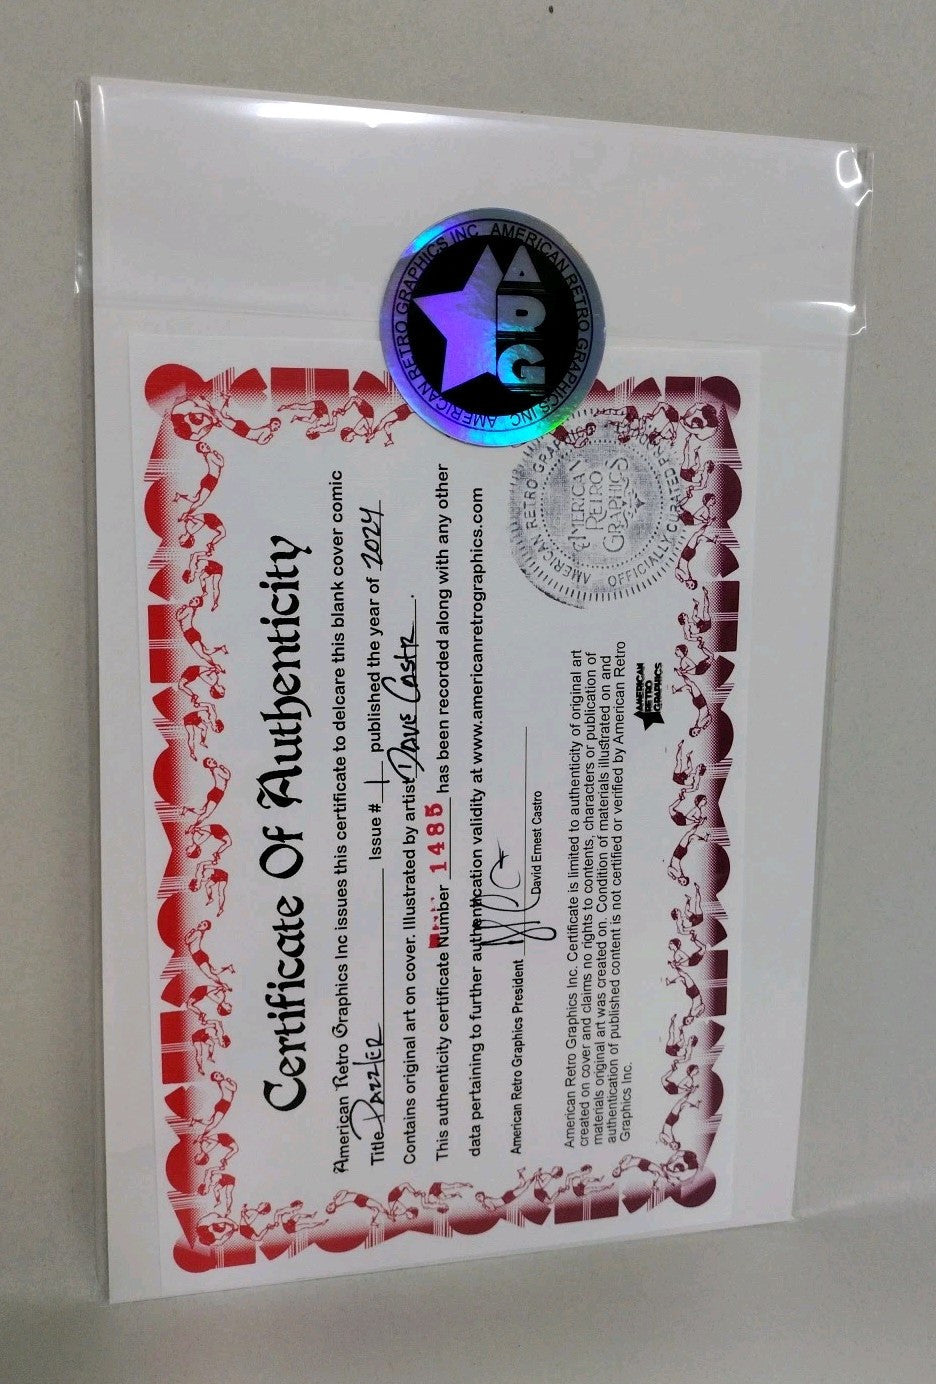 Certificate Of Authenticity
American Retro Graphics Inc issues this certificate to delcare this blank cover comic
Title Dazzler Issue # 1 published the year of 2024
Contains original art on cover. Illustrated by artist Dave Castr.
This authenticity certificate Number 1485 has been recorded along with any other
data pertaining to further authentication validity at www.americanretrographics.com
American Retro Graphics President
David Ernest Castro
American Retro Graphics Inc. Certificate is limited to authenticity of original art
created on cover and claims no rights to contents, characters or publication of
materials original art was created on. Condition of materials illustrated on and
authentication of published content is not certified or verified by American Retro
Graphics Inc.
AMERICAN
RETRO
GRAPHICS
AMERICAN RETRO GRAPHICS INC. AMERICAN RETRO GRAPHICS INC.
ARG
AMERICAN RETRO GRAPH
AMERICAN
RETRO
GRAPHICS
OFFICIALLY CURATED